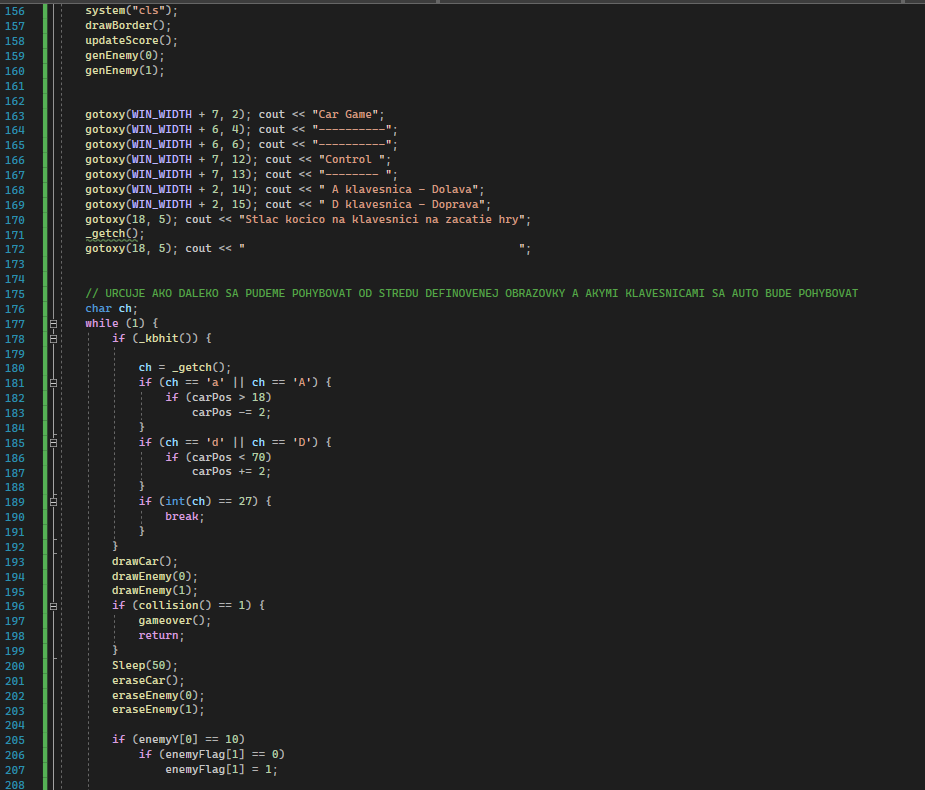 156 system("cls");
157 drawBorder();
158 updateScore();
159 genEnemy(0);
160 genEnemy(1);
161
162
163 gotoxy(WIN_WIDTH + 7, 2); cout << "Car Game";
164 gotoxy(WIN_WIDTH + 6, 4); cout << "----------";
165 gotoxy(WIN_WIDTH + 6, 6); cout << "----------";
166 gotoxy(WIN_WIDTH + 7, 12); cout << "Control ";
167 gotoxy(WIN_WIDTH + 7, 13); cout << "-------- ";
168 gotoxy(WIN_WIDTH + 2, 14); cout << " A klavesnica - Dolava";
169 gotoxy(WIN_WIDTH + 2, 15); cout << " D klavesnica - Doprava";
170 gotoxy(18, 5); cout << "Stlac kocico na klavesnici na zacatie hry";
171 _getch();
172 gotoxy(18, 5); cout << "                                         ";
173
174
175 // URCUJE AKO DALEKO SA PUDEME POHYBOVAT OD STREDU DEFINOVENEJ OBRAZOVKY A AKYMI KLAVESNICAMI SA AUTO BUDE POHYBOVAT
176 char ch;
177 while (1) {
178 if (_kbhit()) {
179
180 ch = _getch();
181 if (ch == 'a' || ch == 'A') {
182 if (carPos > 18)
183 carPos -= 2;
184 }
185 if (ch == 'd' || ch == 'D') {
186 if (carPos < 70)
187 carPos += 2;
188 }
189 if (int(ch) == 27) {
190 break;
191 }
192 }
193 drawCar();
194 drawEnemy(0);
195 drawEnemy(1);
196 if (collision() == 1) {
197 gameover();
198 return;
199 }
200 Sleep(50);
201 eraseCar();
202 eraseEnemy(0);
203 eraseEnemy(1);
204
205 if (enemyY[0] == 10)
206 if (enemyFlag[1] == 0)
207 enemyFlag[1] = 1;
208